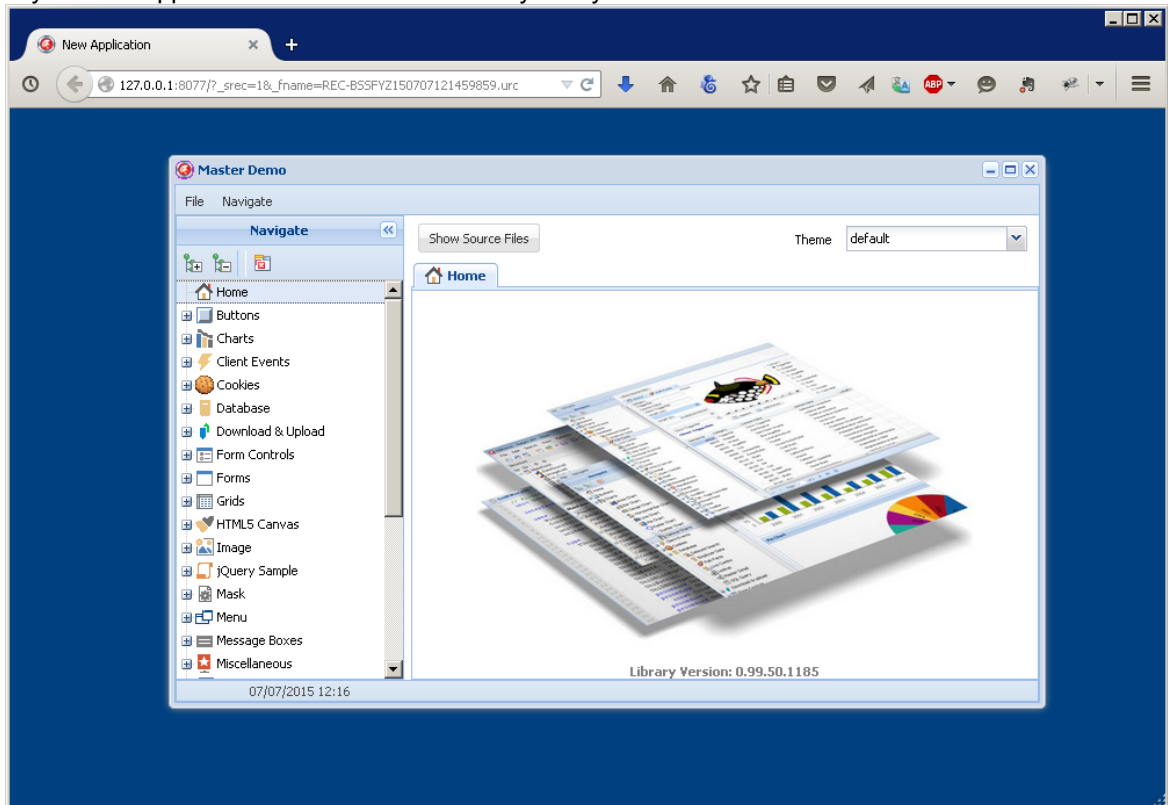 New Application
127.0.0.1:8077/?_srec=1&_fname=REC-BSSFYZ150707121459859.urc
ABP
Master Demo
File Navigate
Navigate
Show Source Files
Theme default
Home
Home
Buttons
Charts
Client Events
Cookies
Database
Download & Upload
Form Controls
Forms
Grids
HTML5 Canvas
Image
jQuery Sample
Mask
Menu
Message Boxes
Miscellaneous
Library Version: 0.99.50.1185
07/07/2015 12:16